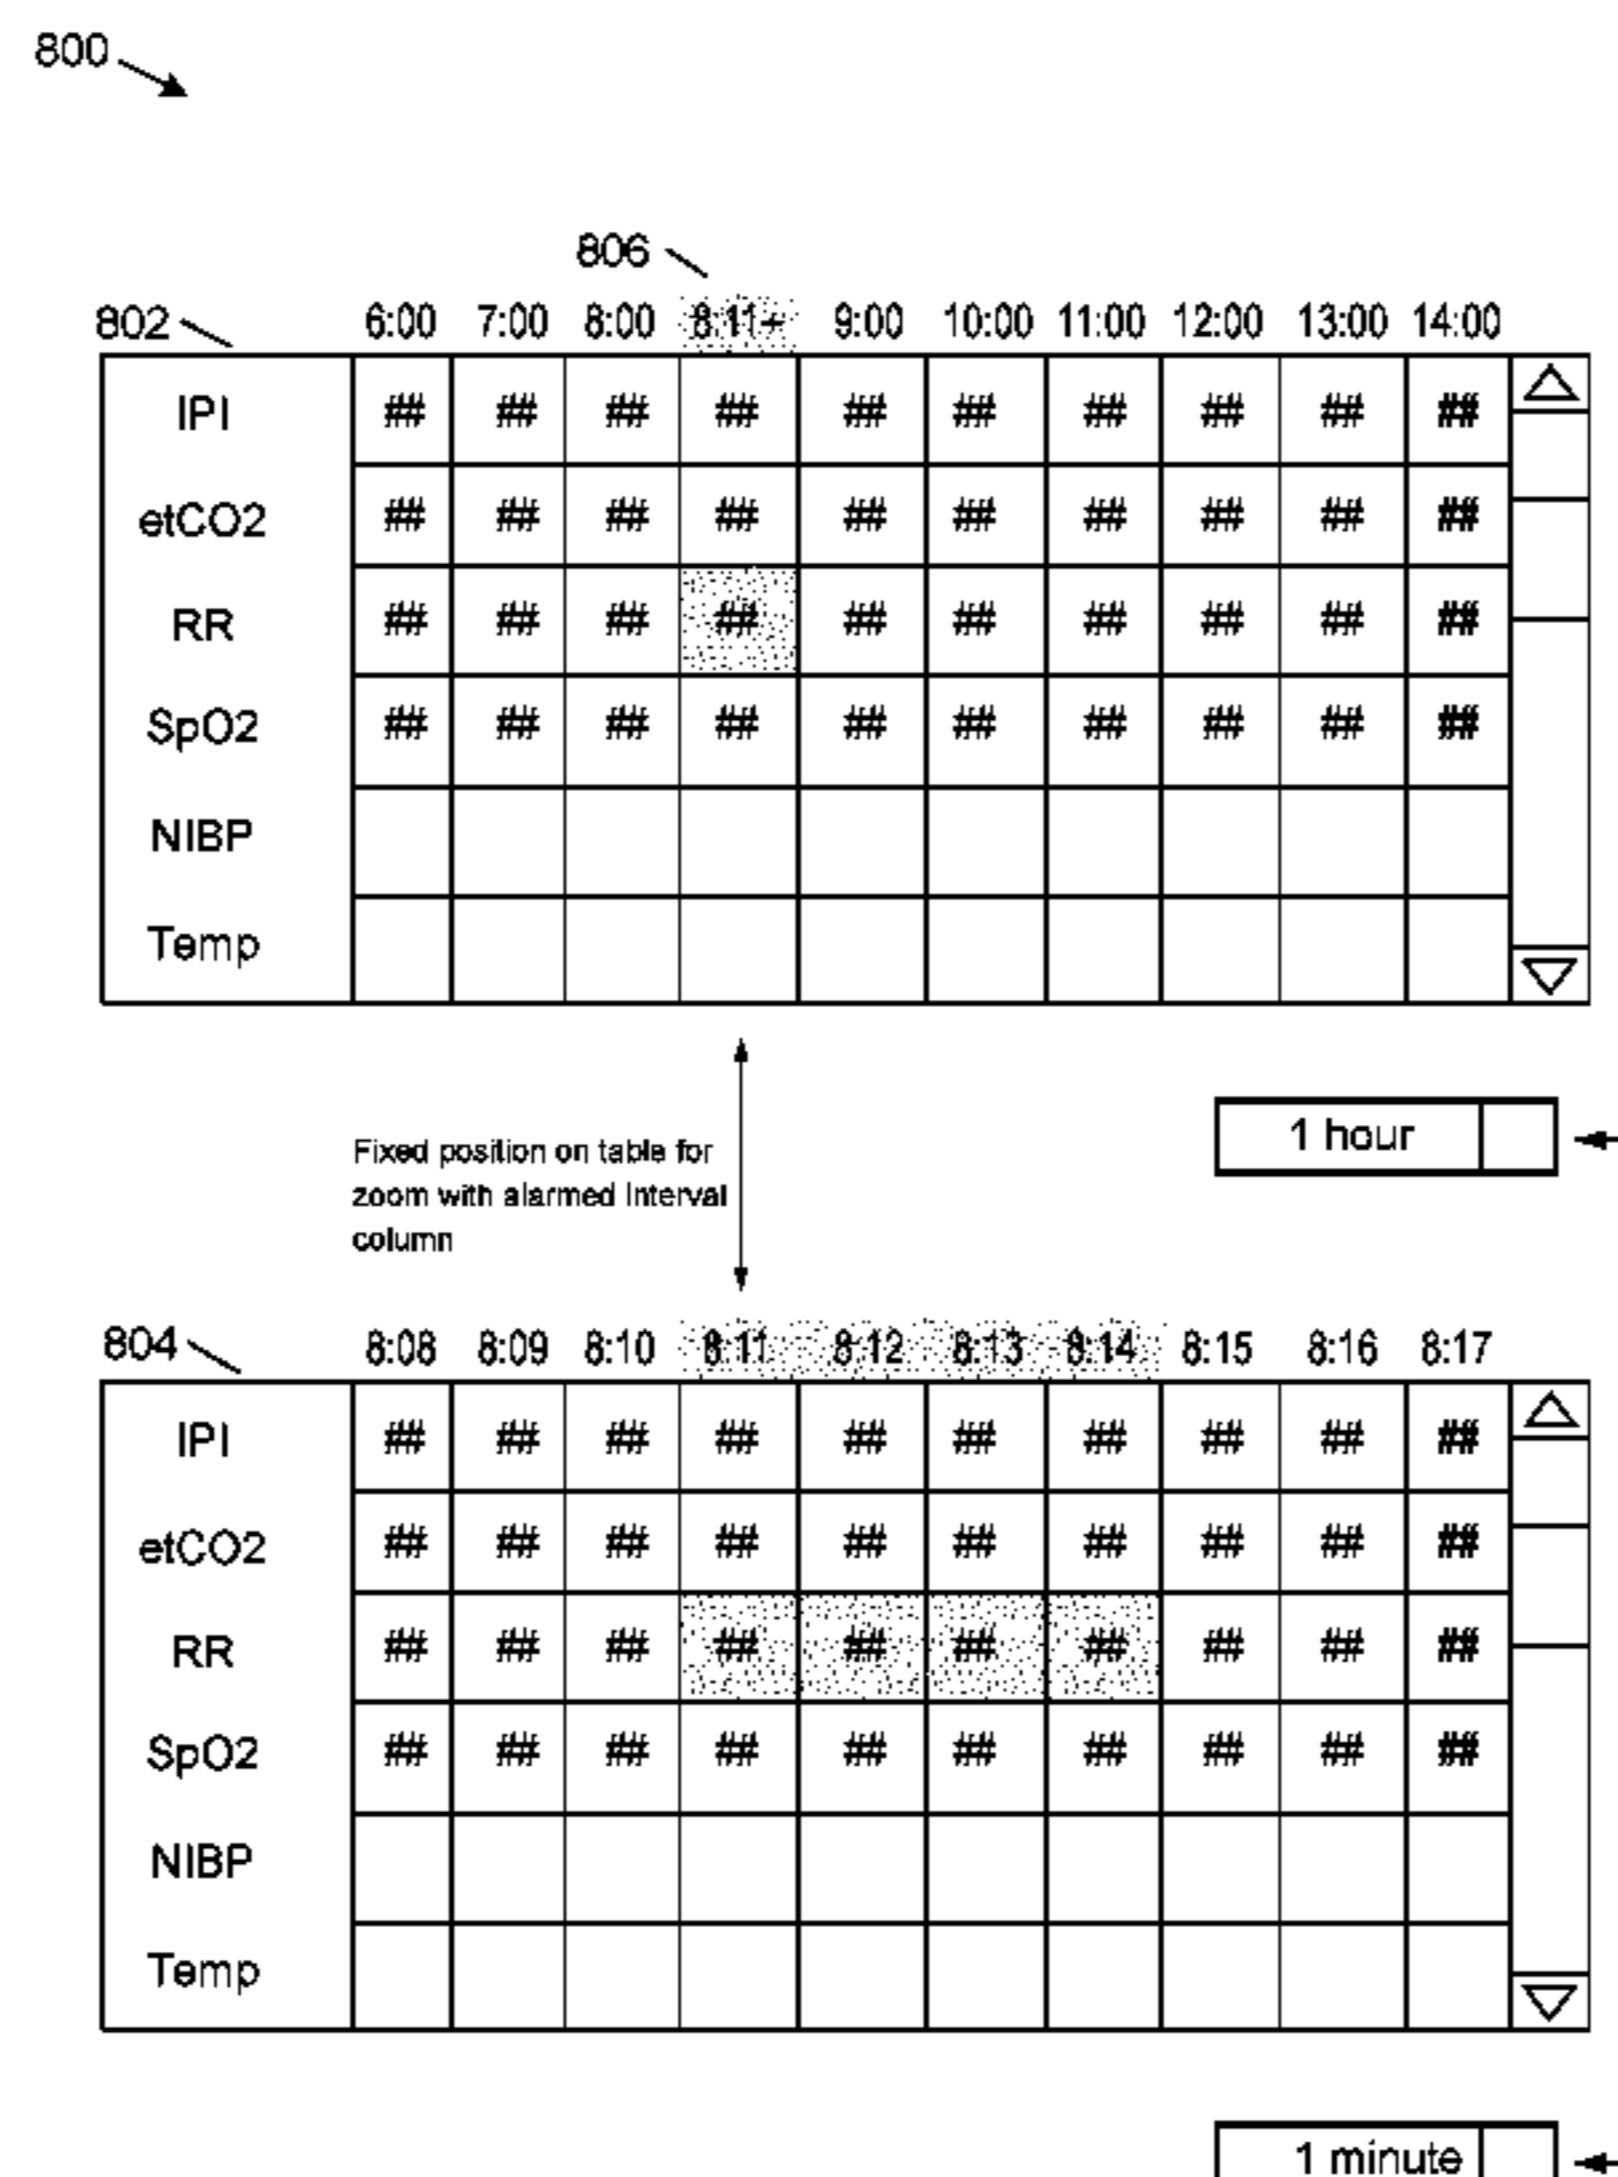 800
806
802 6:00 7:00 8:00 8:11+ 9:00 10:00 11:00 12:00 13:00 14:00
IPI ## ## ## ## ## ## ## ## ## ##
etCO2 ## ## ## ## ## ## ## ## ## ##
RR ## ## ## ## ## ## ## ## ## ##
SpO2 ## ## ## ## ## ## ## ## ## ##
NIBP
Temp
1 hour
Fixed position on table for
zoom with alarmed Interval
column
804 8:08 8:09 8:10 8:11 8:12 8:13 8:14 8:15 8:16 8:17
IPI ## ## ## ## ## ## ## ## ## ##
etCO2 ## ## ## ## ## ## ## ## ## ##
RR ## ## ## ## ## ## ## ## ## ##
SpO2 ## ## ## ## ## ## ## ## ## ##
NIBP
Temp
1 minute